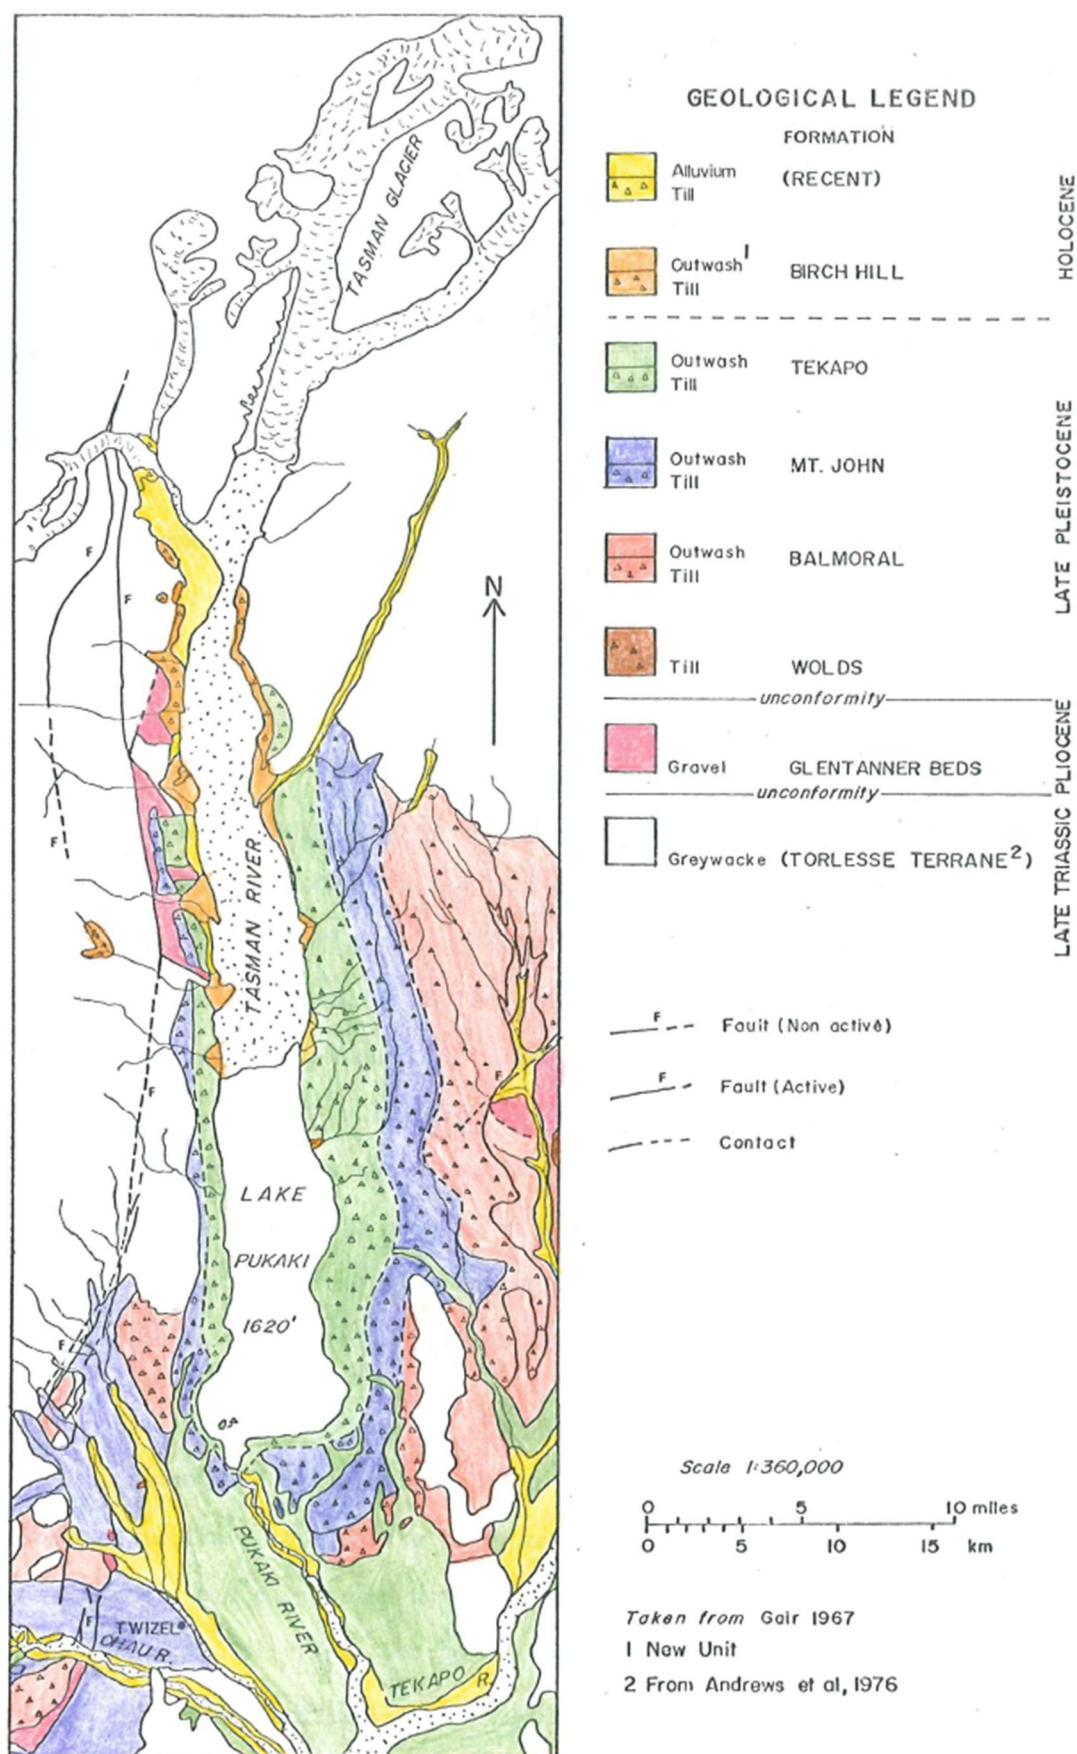 GEOLOGICAL LEGEND
FORMATION
Alluvium
Till
(RECENT)
Outwash1
Till
BIRCH HILL
Outwash
Till
TEKAPO
Outwash
Till
MT. JOHN
Outwash
Till
BALMORAL
Till
WOLDS
unconformity
Gravel
GLENTANNER BEDS
unconformity
Greywacke (TORLESSE TERRANE2)
HOLOCENE
LATE PLEISTOCENE
PLIOCENE
LATE TRIASSIC
F
Fault (Non active)
F
Fault (Active)
Contact
Scale 1:360,000
0 5 10 miles
0 5 10 15 km
Taken from Gair 1967
1 New Unit
2 From Andrews et al, 1976
TASMAN GLACIER
N
F
F
F
TASMAN RIVER
F
F
LAKE
PUKAKI
1620'
F
PUKAKI RIVER
F
TWIZEL
OHAU R.
TEKAPO R.